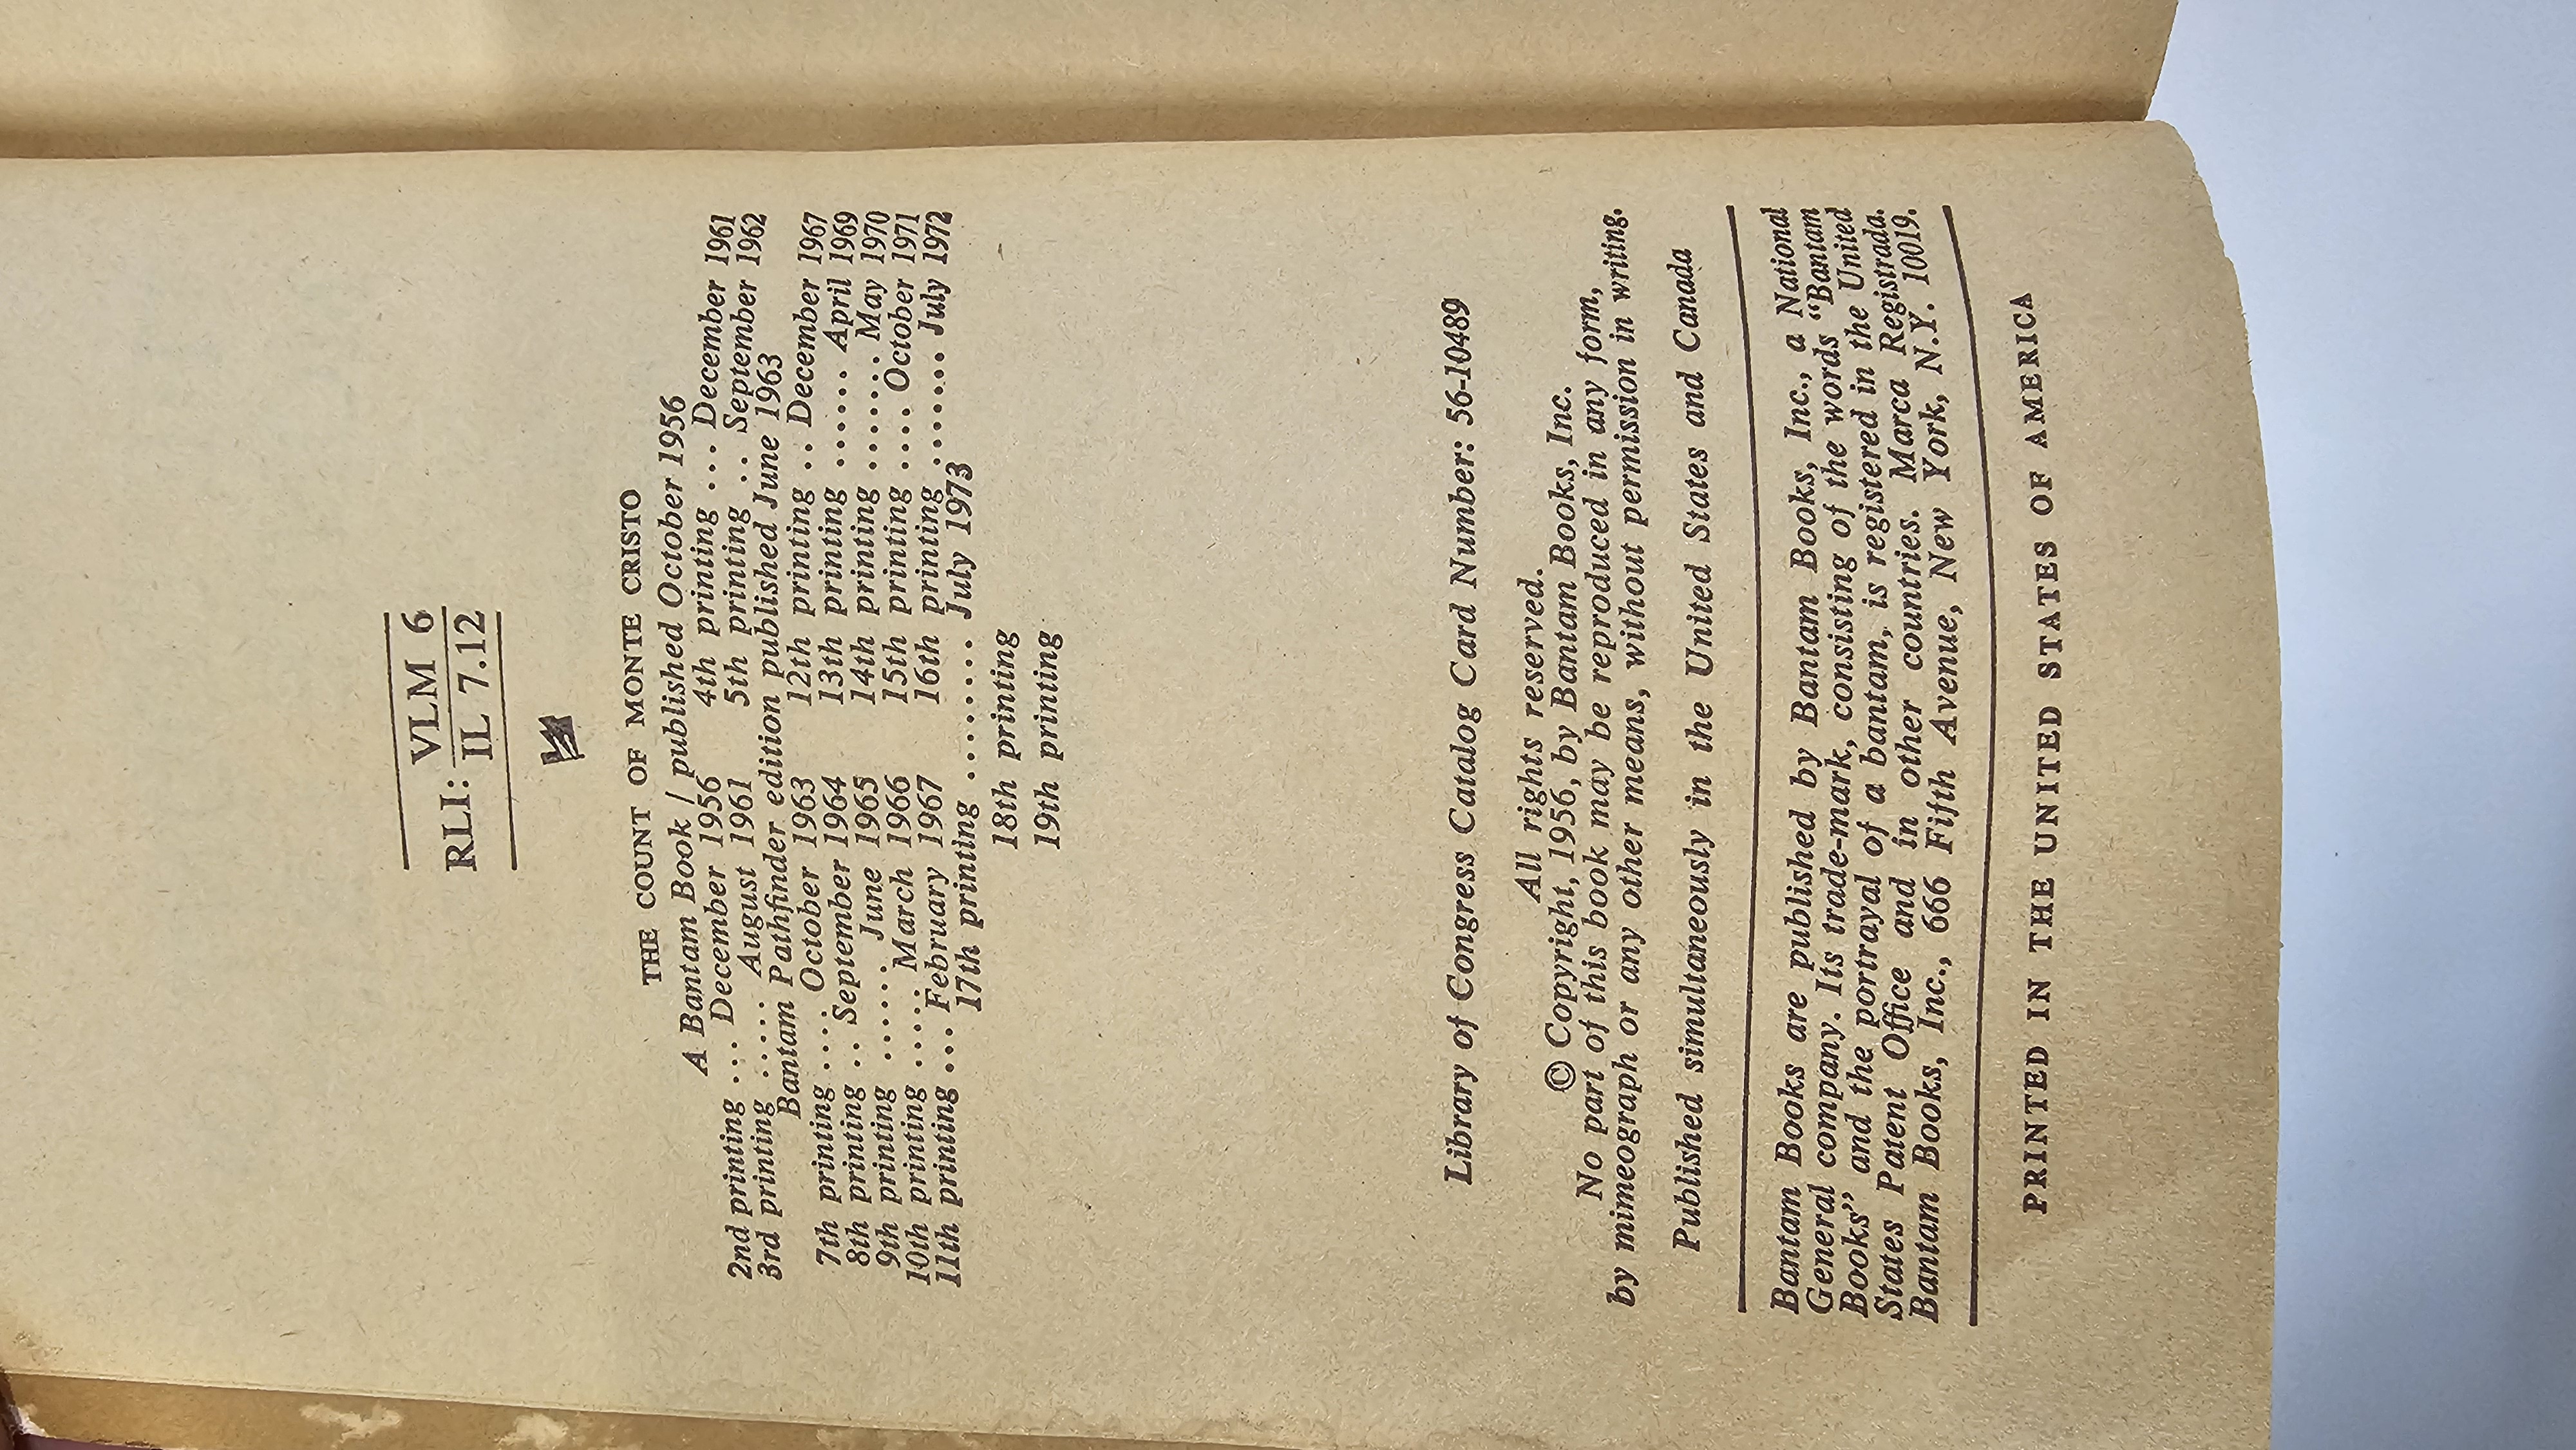 RLI: VLM 6
IL 7.12
THE COUNT OF MONTE CRISTO
A Bantam Book / published October 1956
2nd printing ... December 1956 4th printing ... December 1961
3rd printing ..... August 1961 5th printing .. September 1962
Bantam Pathfinder edition published June 1963
7th printing .... October 1963 12th printing .. December 1967
8th printing .. September 1964 13th printing ...... April 1969
9th printing ...... June 1965 14th printing ....... May 1970
10th printing ..... March 1966 15th printing .... October 1971
11th printing ... February 1967 16th printing ....... July 1972
17th printing ........ July 1973
18th printing
19th printing
Library of Congress Catalog Card Number: 56-10489
All rights reserved.
© Copyright, 1956, by Bantam Books, Inc.
No part of this book may be reproduced in any form,
by mimeograph or any other means, without permission in writing.
Published simultaneously in the United States and Canada
Bantam Books are published by Bantam Books, Inc., a National
General company. Its trade-mark, consisting of the words "Bantam
Books" and the portrayal of a bantam, is registered in the United
States Patent Office and in other countries. Marca Registrada.
Bantam Books, Inc., 666 Fifth Avenue, New York, N.Y. 10019.
PRINTED IN THE UNITED STATES OF AMERICA